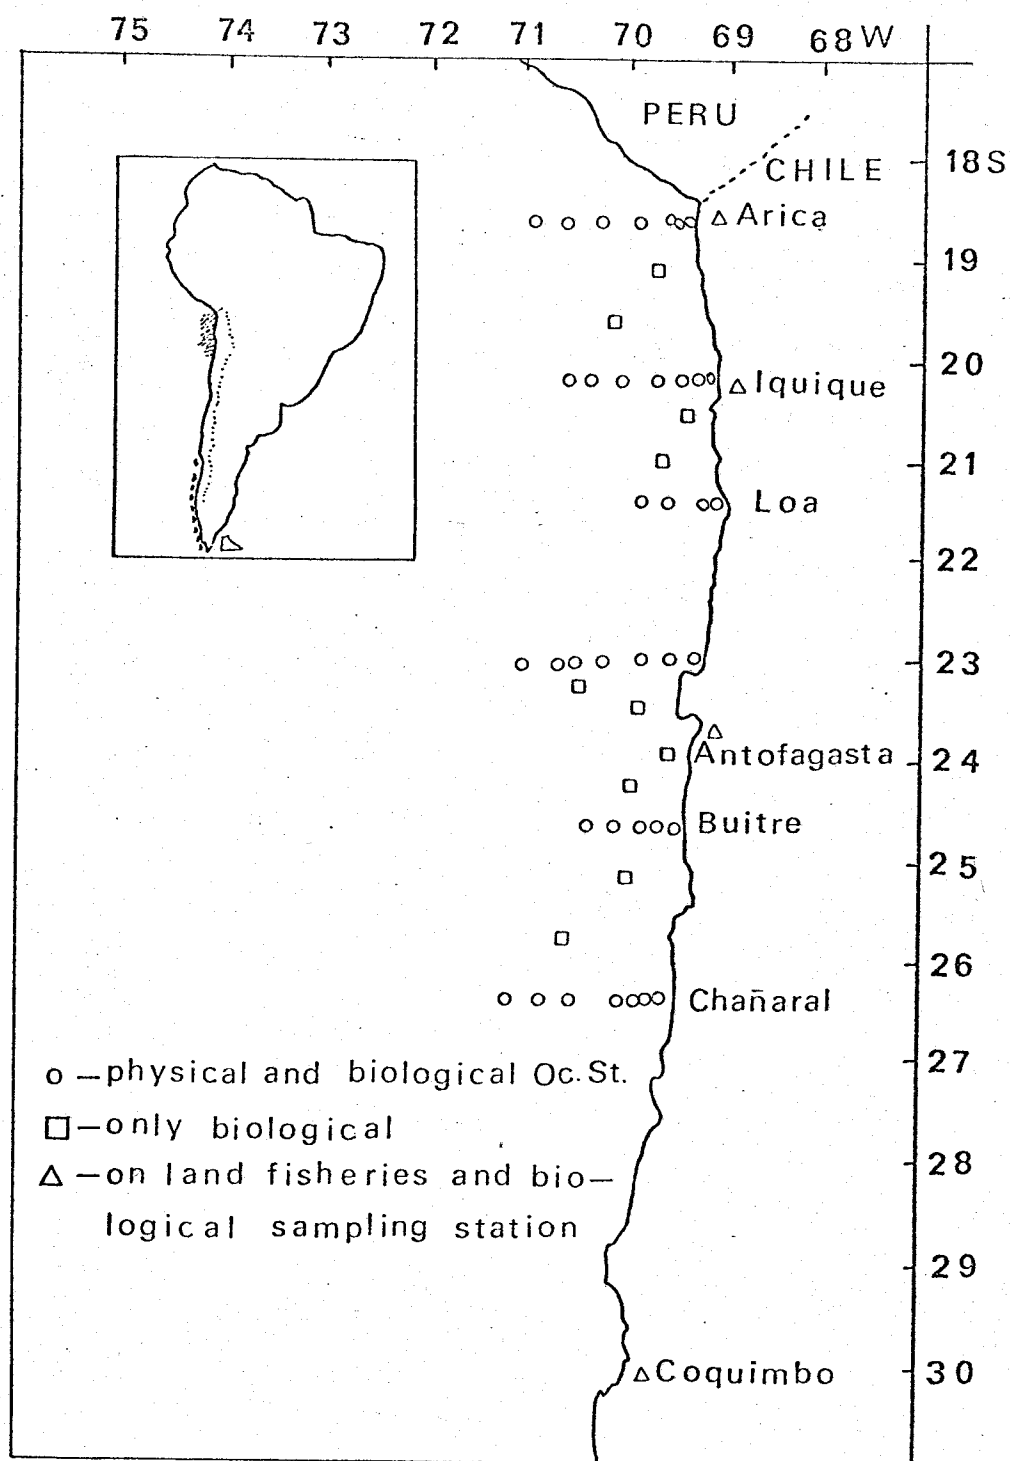 75 74 73 72 71 70 69 68 W
PERU
CHILE
18 S
Arica
19
20
Iquique
21
Loa
22
23
Antofagasta
24
Buitre
25
26
Chañaral
27
28
29
30
Coquimbo
o – physical and biological Oc. St.
□ – only biological
△ – on land fisheries and bio–
logical sampling station